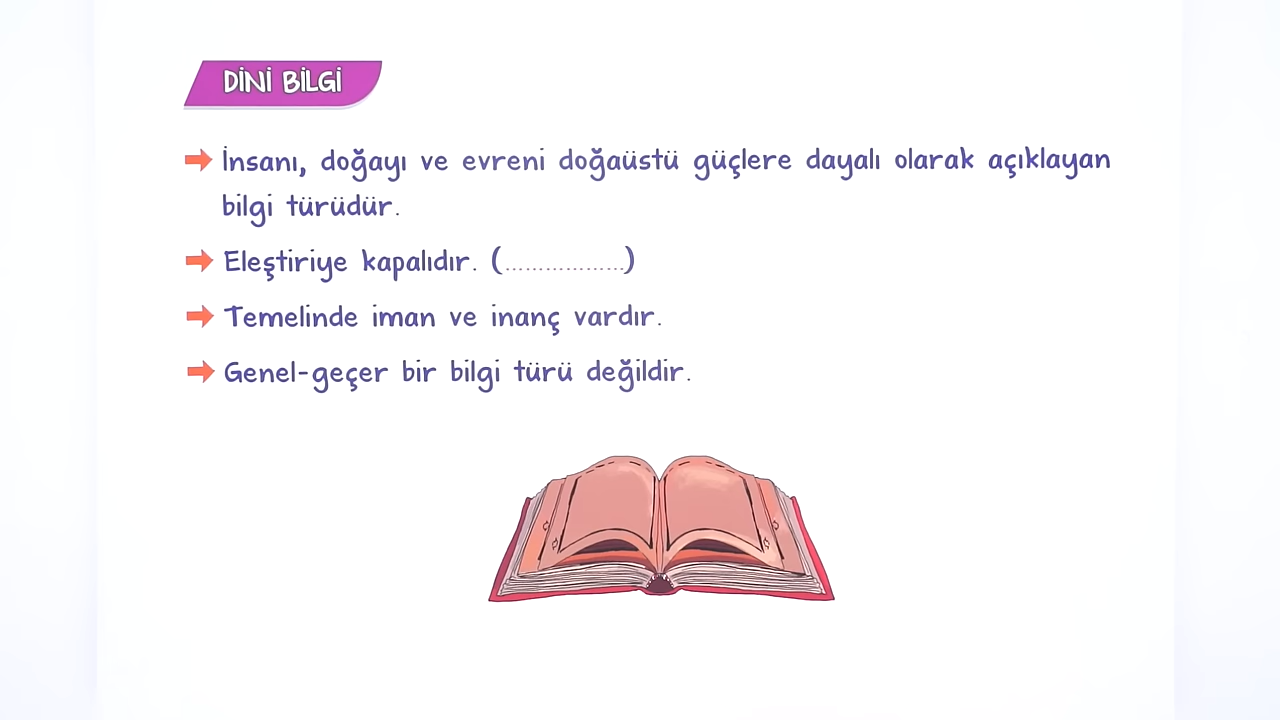 DİNİ BİLGİ
İnsanı, doğayı ve evreni doğaüstü güçlere dayalı olarak açıklayan
bilgi türüdür.
Eleştiriye kapalıdır. (.................)
Temelinde iman ve inanç vardır.
Genel-geçer bir bilgi türü değildir.